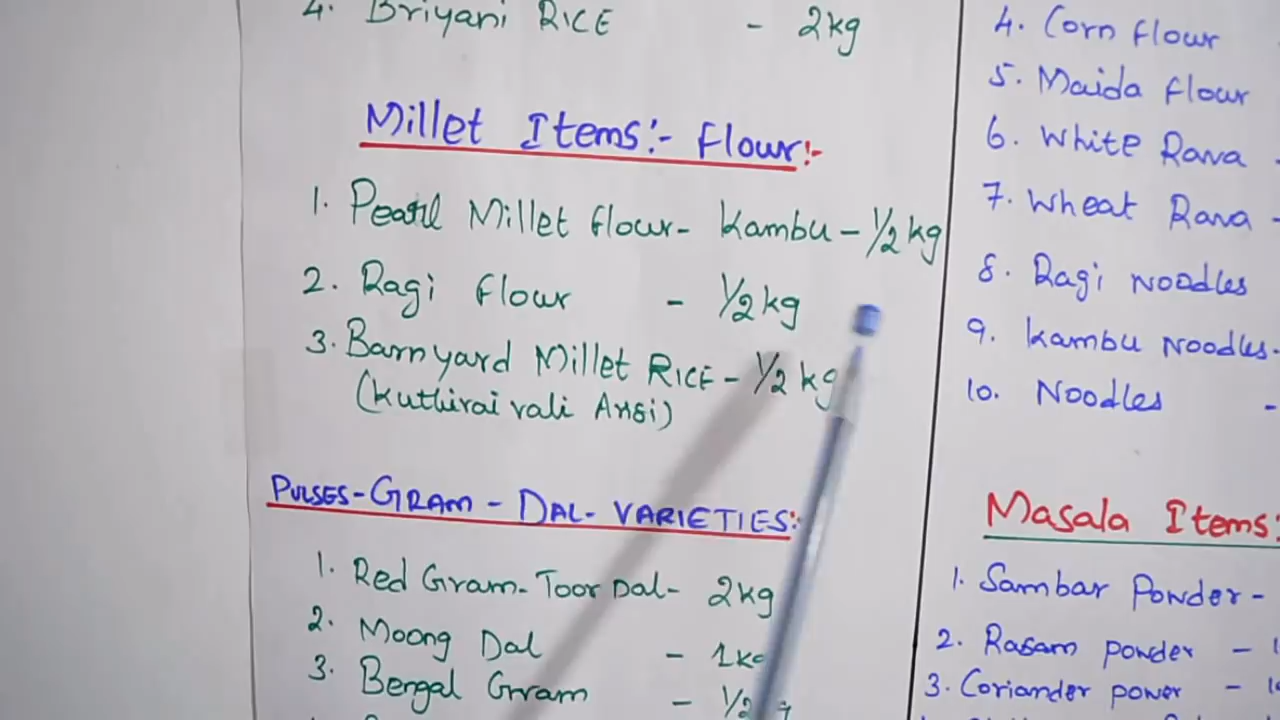 4. Briyani RICE - 2kg
Millet Items:- Flour:-
1. Pearl Millet Flour- Kambu - 1/2 kg
2. Ragi Flour - 1/2 kg
3. Barnyard Millet RICE - 1/2 kg
(Kuthirai vali Arisi)
PULSES-GRAM-DAL-VARIETIES:-
1. Red Gram-Toor Dal- 2kg
2. Moong Dal - 1kg
3. Bengal Gram - 1/2
4. Corn Flour
5. Maida Flour
6. White Rava -
7. Wheat Rava -
8. Ragi Noodles
9. Kambu Noodles-
10. Noodles -
Masala Items:
1. Sambar Powder-
2. Rasam powder -
3. Coriander power -